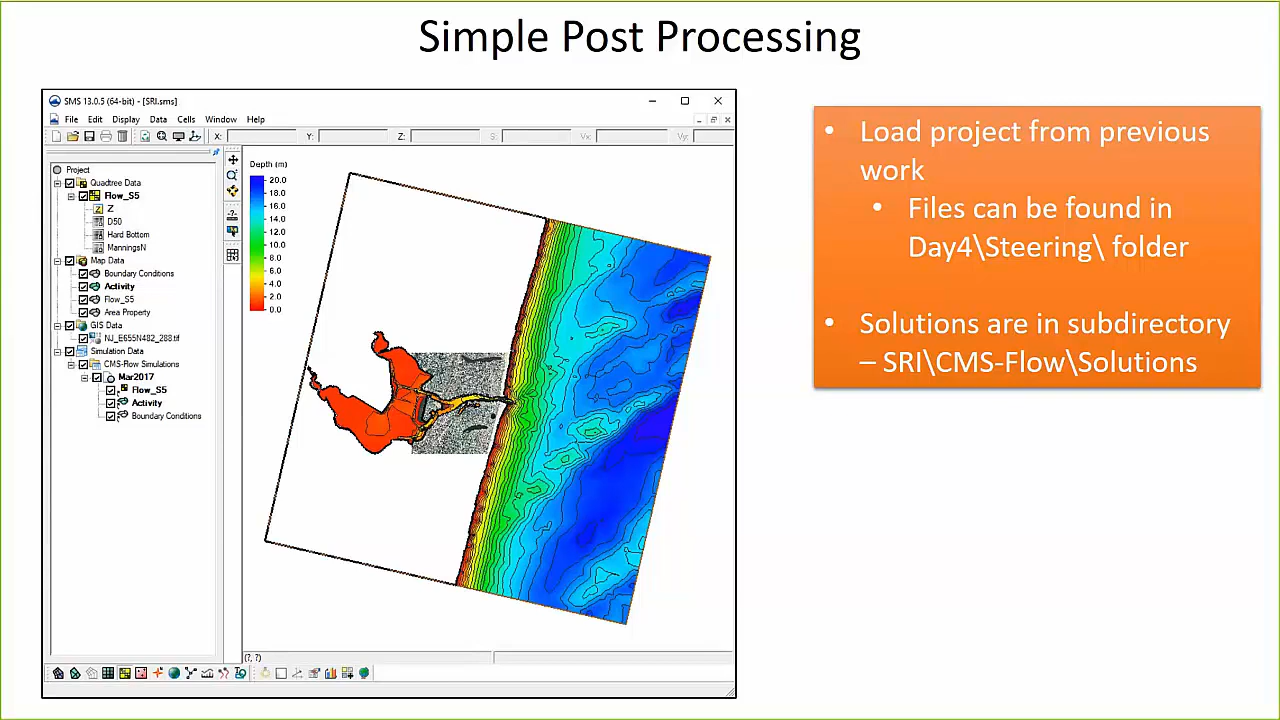 Simple Post Processing
SMS 13.0.5 (64-bit) - [SRI.sms]
File Edit Display Data Cells Window Help
X: Y: Z: S: Vx: Vy:
Project
Quadtree Data
Flow_S5
Z
D50
Hard Bottom
ManningsN
Map Data
Boundary Conditions
Activity
Flow_S5
Area Property
GIS Data
NJ_E655N482_288.tif
Simulation Data
CMS-Flow Simulations
Mar2017
Flow_S5
Activity
Boundary Conditions
Depth (m)
20.0
18.0
16.0
14.0
12.0
10.0
8.0
6.0
4.0
2.0
0.0
(?, ?)
• Load project from previous
work
• Files can be found in
Day4\Steering\ folder
• Solutions are in subdirectory
– SRI\CMS-Flow\Solutions